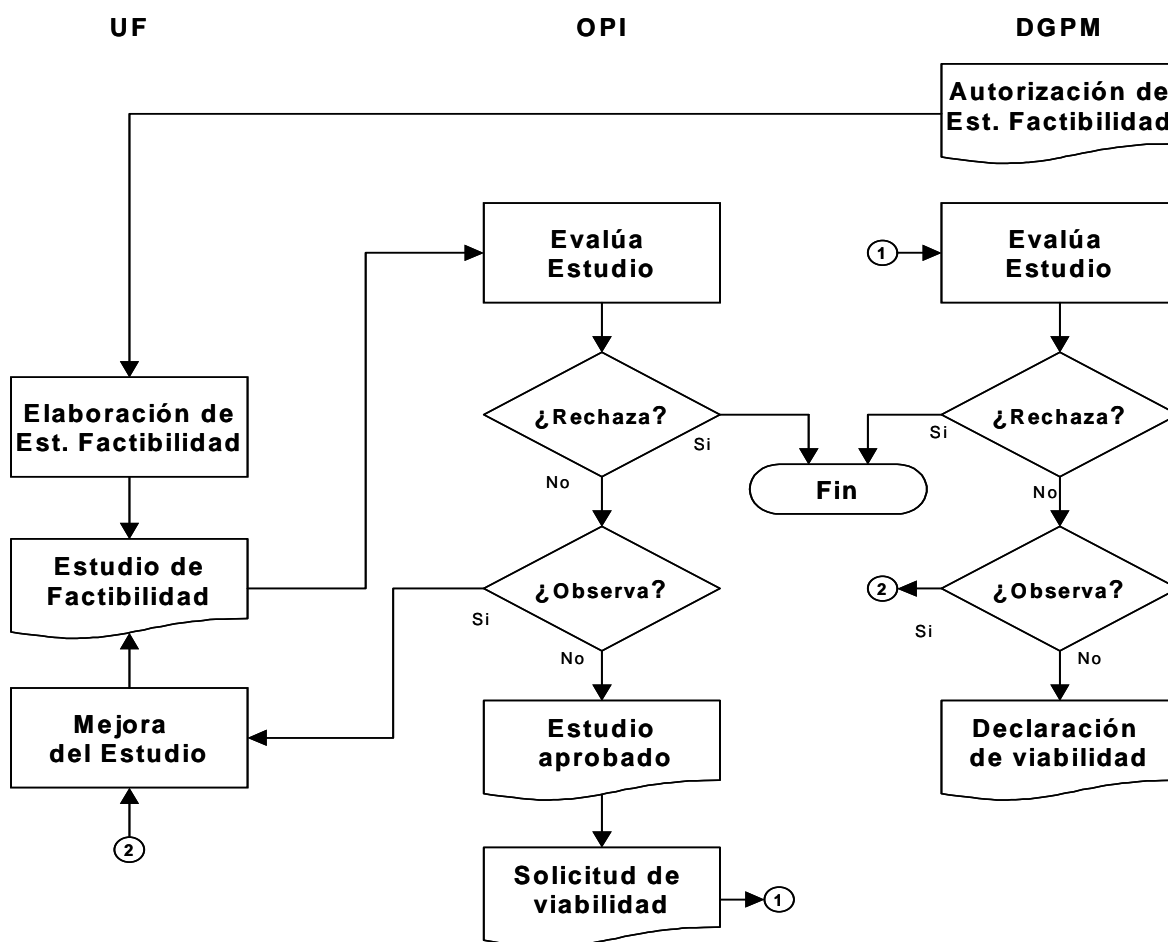 UF
OPI
DGPM
Autorización de
Est. Factibilidad
Evalúa
Estudio
1
Evalúa
Estudio
Elaboración de
Est. Factibilidad
¿Rechaza?
Si
No
¿Rechaza?
Si
No
Fin
Estudio de
Factibilidad
¿Observa?
Si
No
2
¿Observa?
Si
No
Mejora
del Estudio
2
Estudio
aprobado
Declaración
de viabilidad
Solicitud de
viabilidad
1